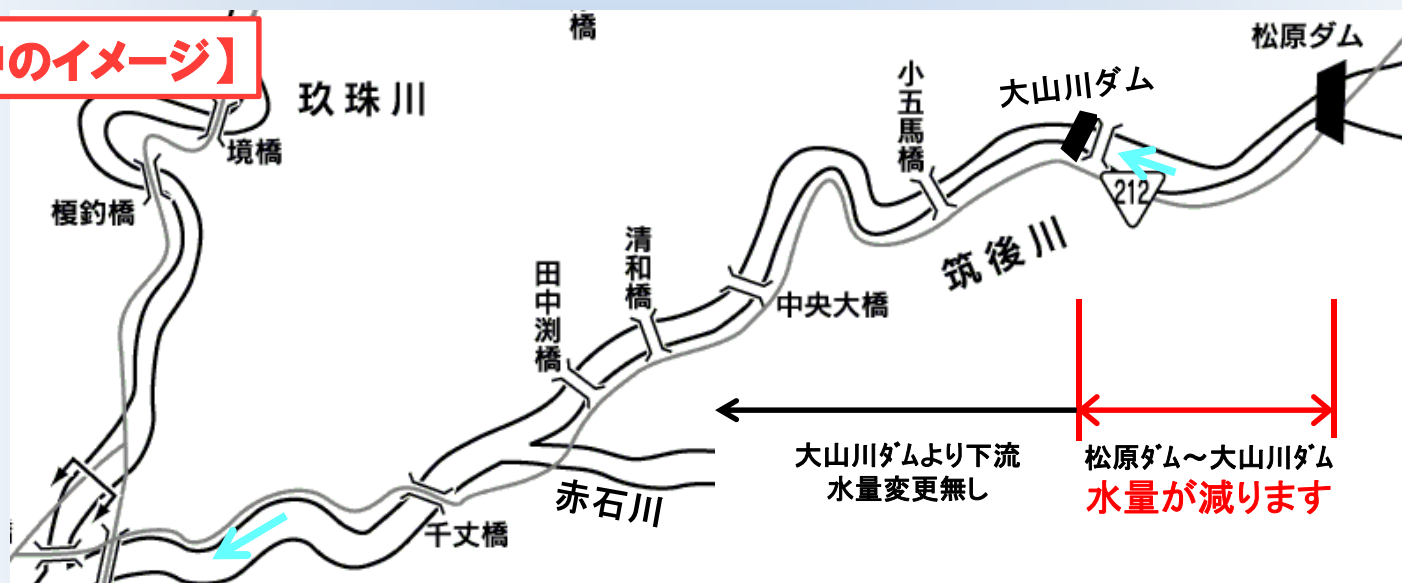 のイメージ】
橋
玖珠川
境橋
榎釣橋
松原ダム
大山川ダム
小五馬橋
212
筑後川
清和橋
田中渕橋
中央大橋
大山川ダムより下流
水量変更無し
松原ダム～大山川ダム
水量が減ります
赤石川
千丈橋